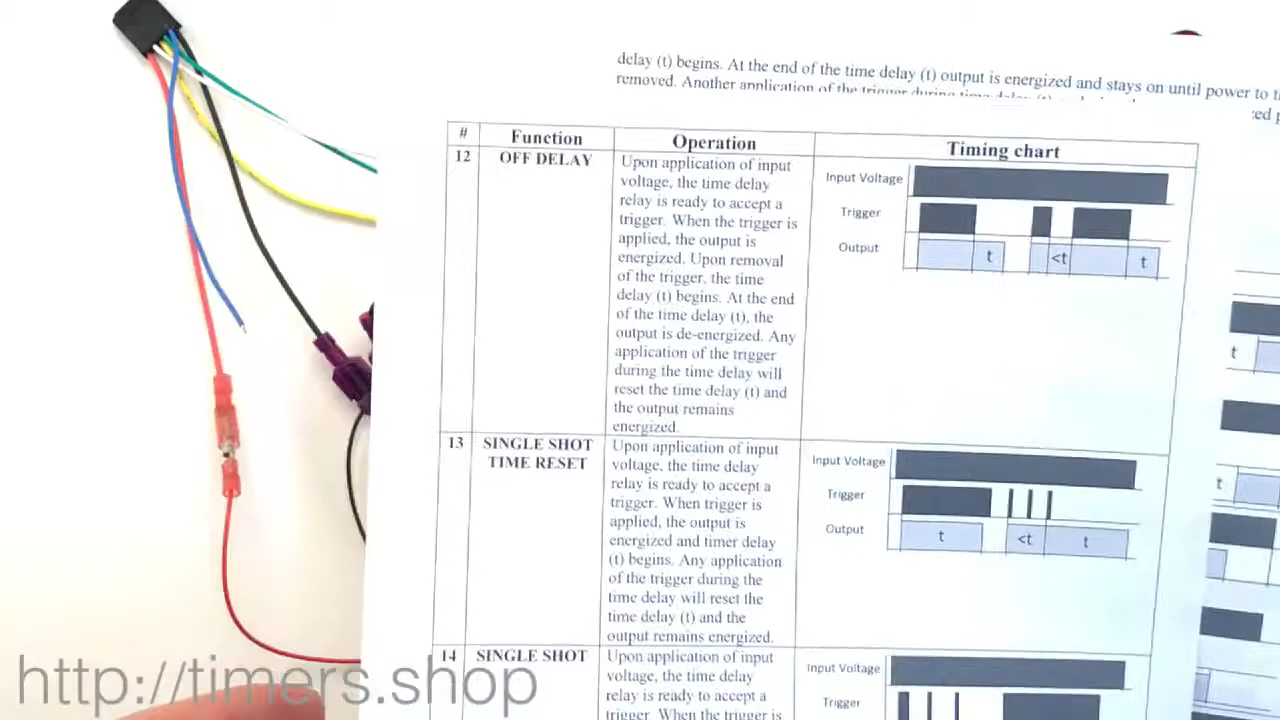 delay (t) begins. At the end of the time delay (t) output is energized and stays on until power to
removed. Another application of the trigger during time delay (t)
#
Function
Operation
Timing chart
12
OFF DELAY
Upon application of input
voltage, the time delay
relay is ready to accept a
trigger. When the trigger is
applied, the output is
energized. Upon removal
of the trigger, the time
delay (t) begins. At the end
of the time delay (t), the
output is de-energized. Any
application of the trigger
during the time delay will
reset the time delay (t) and
the output remains
energized.
Input Voltage
Trigger
Output
t
<t
t
13
SINGLE SHOT
TIME RESET
Upon application of input
voltage, the time delay
relay is ready to accept a
trigger. When trigger is
applied, the output is
energized and timer delay
(t) begins. Any application
of the trigger during the
time delay will reset the
time delay (t) and the
output remains energized.
Input Voltage
Trigger
Output
t
<t
t
14
SINGLE SHOT
Upon application of input
voltage, the time delay
relay is ready to accept a
trigger. When the trigger is
Input Voltage
Trigger
t
t
http://timers.shop